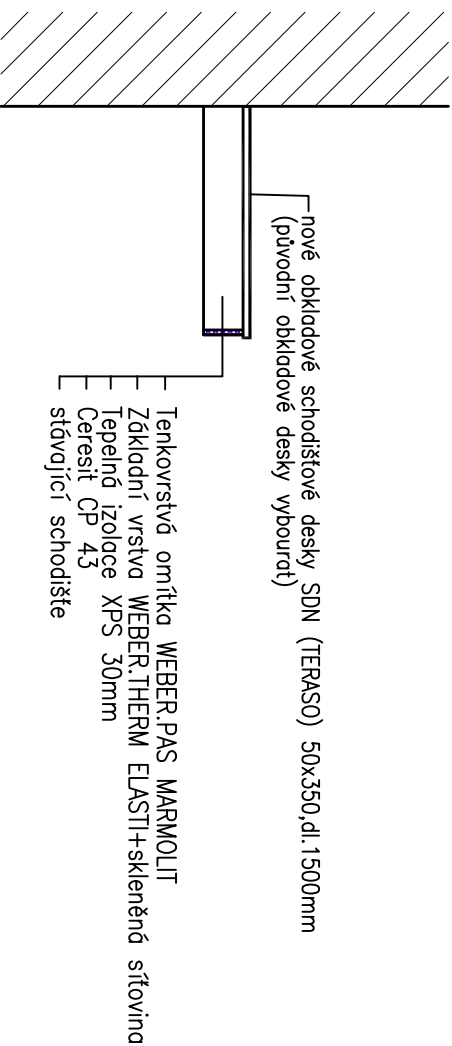 nové obkladové schodišťové desky SDN (TERASO) 50x350,dl.1500mm
(původní obkladové desky vybourat)
Tenkovrstvá omítka WEBER.PAS MARMOLIT
Základní vrstva WEBER.THERM ELASTI+skleněná síťovina
Tepelná izolace XPS 30mm
Ceresit CP 43
stávající schodište